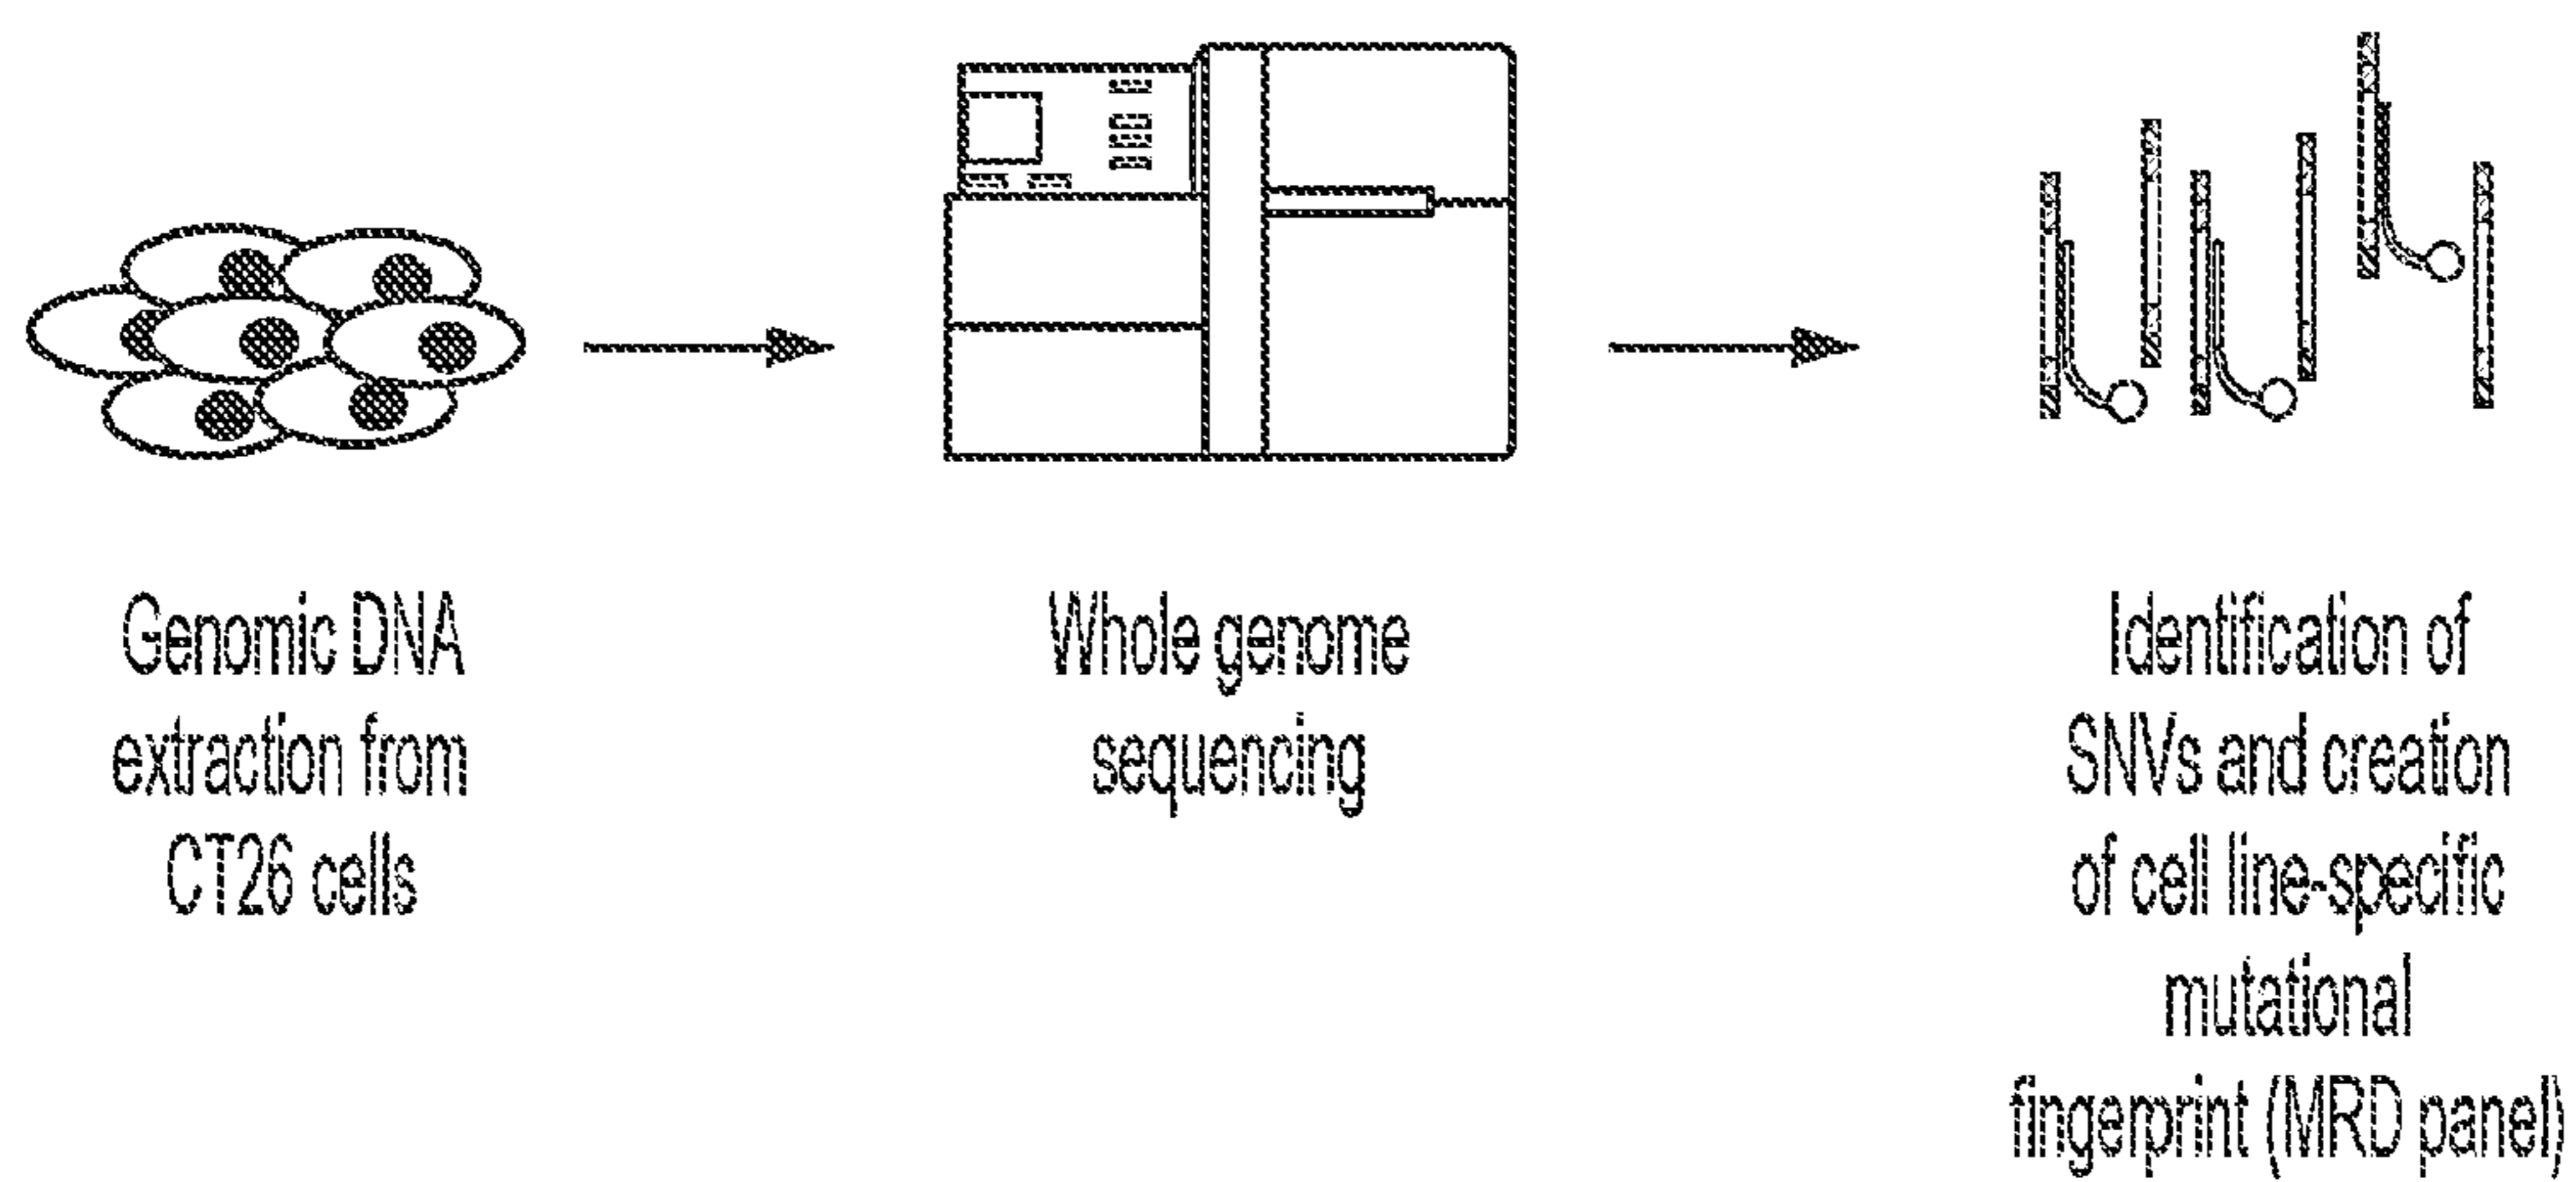 Genomic DNA
extraction from
CT26 cells
Whole genome
sequencing
Identification of
SNVs and creation
of cell line-specific
mutational
fingerprint (MRD panel)